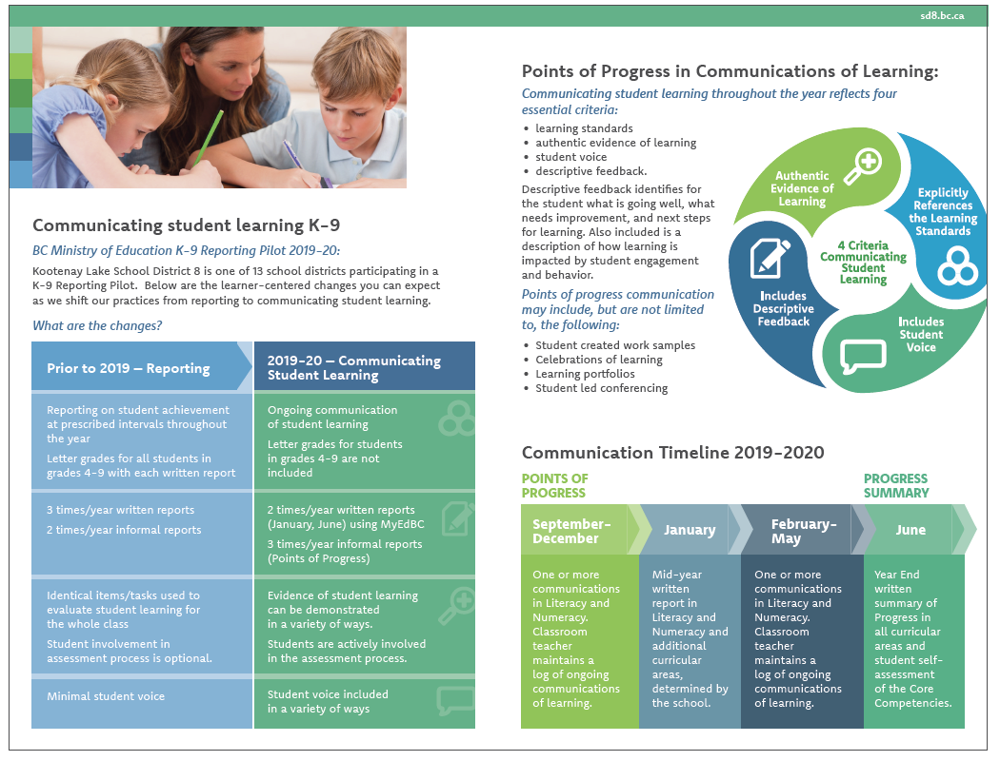 sd8.bc.ca
Communicating student learning K–9
BC Ministry of Education K–9 Reporting Pilot 2019–20:
Kootenay Lake School District 8 is one of 13 school districts participating in a
K–9 Reporting Pilot.  Below are the learner-centered changes you can expect
as we shift our practices from reporting to communicating student learning.
What are the changes?
Prior to 2019 – Reporting
2019–20 – Communicating
Student Learning
Reporting on student achievement
at prescribed intervals throughout
the year
Letter grades for all students in
grades 4–9 with each written report
Ongoing communication
of student learning
Letter grades for students
in grades 4–9 are not
included
3 times/year written reports
2 times/year informal reports
2 times/year written reports
(January, June) using MyEdBC
3 times/year informal reports
(Points of Progress)
Identical items/tasks used to
evaluate student learning for
the whole class
Student involvement in
assessment process is optional.
Evidence of student learning
can be demonstrated
in a variety of ways.
Students are actively involved
in the assessment process.
Minimal student voice
Student voice included
in a variety of ways
Points of Progress in Communications of Learning:
Communicating student learning throughout the year reflects four
essential criteria:
• learning standards
• authentic evidence of learning
• student voice
• descriptive feedback.
Descriptive feedback identifies for
the student what is going well, what
needs improvement, and next steps
for learning. Also included is a
description of how learning is
impacted by student engagement
and behavior.
Points of progress communication
may include, but are not limited
to, the following:
• Student created work samples
• Celebrations of learning
• Learning portfolios
• Student led conferencing
Authentic
Evidence of
Learning
Explicitly
References
the Learning
Standards
4 Criteria
Communicating
Student
Learning
Includes
Descriptive
Feedback
Includes
Student
Voice
Communication Timeline 2019–2020
POINTS OF
PROGRESS
PROGRESS
SUMMARY
September–
December
January
February–
May
June
One or more
communications
in Literacy and
Numeracy.
Classroom
teacher
maintains a
log of ongoing
communications
of learning.
Mid-year
written
report in
Literacy and
Numeracy and
additional
curricular
areas,
determined by
the school.
One or more
communications
in Literacy and
Numeracy.
Classroom
teacher
maintains a
log of ongoing
communications
of learning.
Year End
written
summary of
Progress in
all curricular
areas and
student self-
assessment
of the Core
Competencies.